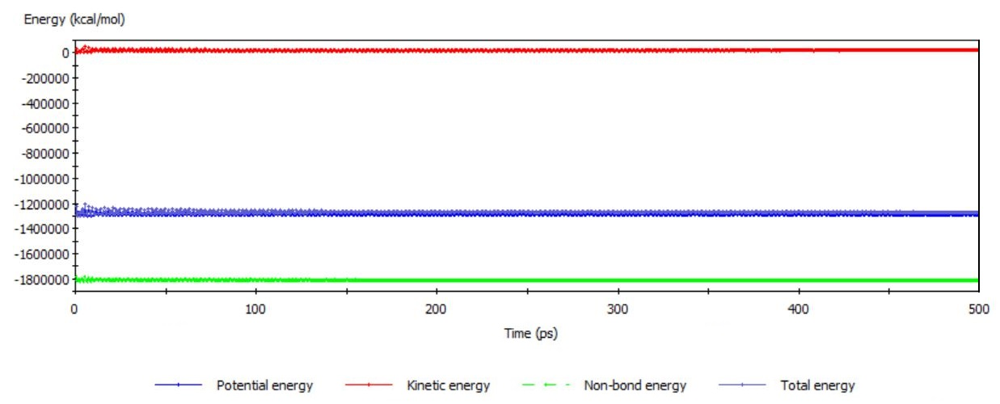 Energy (kcal/mol)
0
-200000
-400000
-600000
-800000
-1000000
-1200000
-1400000
-1600000
-1800000
0 100 200 300 400 500
Time (ps)
Potential energy Kinetic energy Non-bond energy Total energy